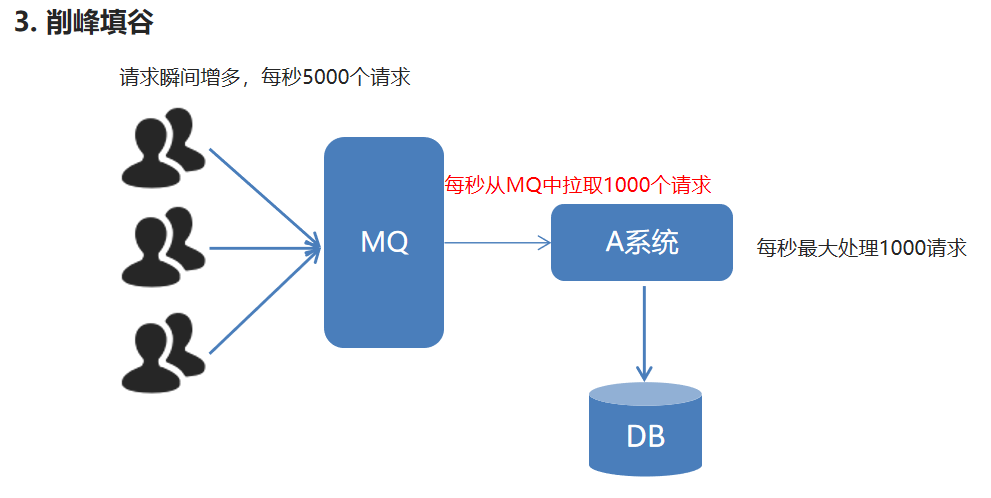 3. 削峰填谷
请求瞬间增多，每秒5000个请求
每秒从MQ中拉取1000个请求
MQ
A系统
每秒最大处理1000请求
DB